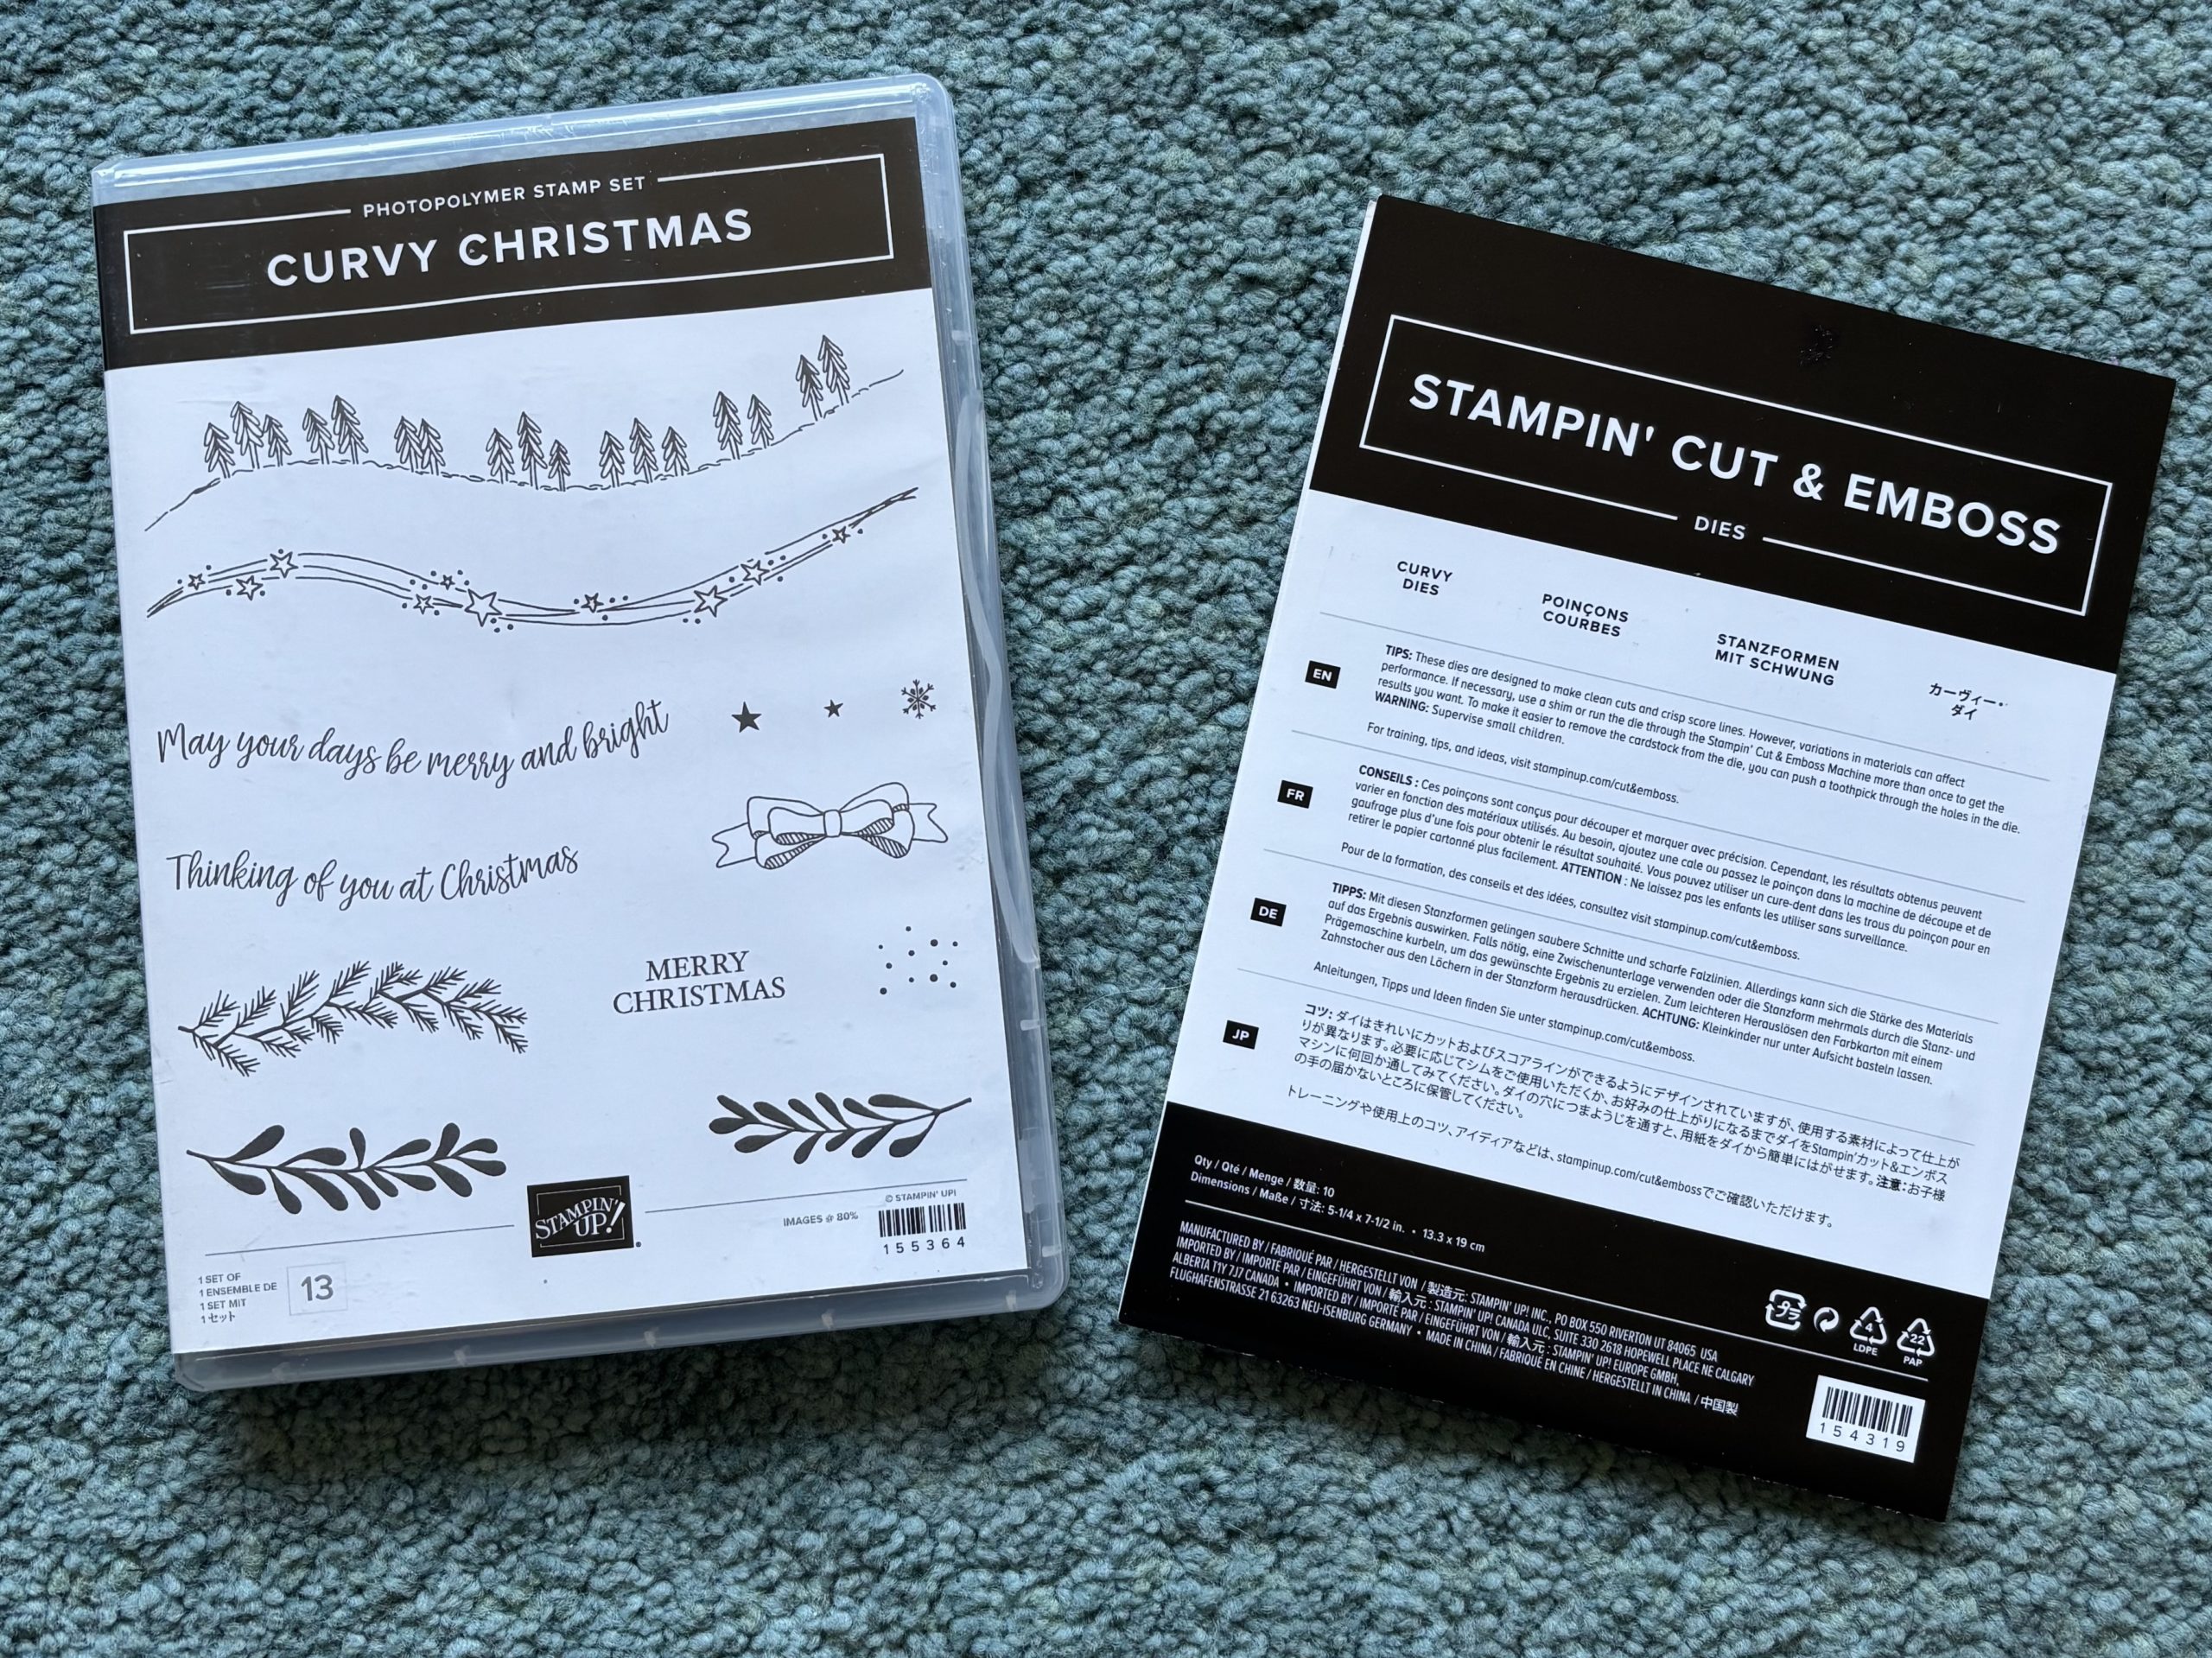 PHOTOPOLYMER STAMP SET
CURVY CHRISTMAS
May your days be merry and bright
Thinking of you at Christmas
MERRY
CHRISTMAS
STAMPIN'
UP!
IMAGES @ 80%
© STAMPIN' UP!
155364
1 SET OF
1 ENSEMBLE DE
1 SET MIT
1セット
13
STAMPIN' CUT & EMBOSS
DIES
CURVY
DIES
POINÇONS
COURBES
STANZFORMEN
MIT SCHWUNG
カーヴィー・
ダイ
EN
TIPS: These dies are designed to make clean cuts and crisp score lines. However, variations in materials can affect
performance. If necessary, use a shim or run the die through the Stampin' Cut & Emboss Machine more than once to get the
results you want. To make it easier to remove the cardstock from the die, you can push a toothpick through the holes in the die.
WARNING: Supervise small children.
For training, tips, and ideas, visit stampinup.com/cut&emboss.
FR
CONSEILS : Ces poinçons sont conçus pour découper et marquer avec précision. Cependant, les résultats obtenus peuvent
varier en fonction des matériaux utilisés. Au besoin, ajoutez une cale ou passez le poinçon dans la machine de découpe et de
gaufrage plus d'une fois pour obtenir le résultat souhaité. Vous pouvez utiliser un cure-dent dans les trous du poinçon pour en
retirer le papier cartonné plus facilement. ATTENTION : Ne laissez pas les enfants les utiliser sans surveillance.
Pour de la formation, des conseils et des idées, consultez visit stampinup.com/cut&emboss.
DE
TIPPS: Mit diesen Stanzformen gelingen saubere Schnitte und scharfe Falzlinien. Allerdings kann sich die Stärke des Materials
auf das Ergebnis auswirken. Falls nötig, eine Zwischenunterlage verwenden oder die Stanzform mehrmals durch die Stanz- und
Prägemaschine kurbeln, um das gewünschte Ergebnis zu erzielen. Zum leichteren Herauslösen den Farbkarton mit einem
Zahnstocher aus den Löchern in der Stanzform herausdrücken. ACHTUNG: Kleinkinder nur unter Aufsicht basteln lassen.
Anleitungen, Tipps und Ideen finden Sie unter stampinup.com/cut&emboss.
JP
コツ: ダイはきれいにカットおよびスコアラインができるようにデザインされていますが、使用する素材によって仕上が
りが異なります。必要に応じてシムをご使用いただくか、お好みの仕上がりになるまでダイをStampin'カット&エンボス
マシンに何回か通してみてください。ダイの穴につまようじを通すと、用紙をダイから簡単にはがせます。注意:お子様
の手の届かないところに保管してください。
トレーニングや使用上のコツ、アイディアなどは、stampinup.com/cut&embossでご確認いただけます。
Qty / Qté / Menge / 数量: 10
Dimensions / Maße / 寸法: 5-1/4 x 7-1/2 in. • 13.3 x 19 cm
MANUFACTURED BY / FABRIQUÉ PAR / HERGESTELLT VON / 製造元: STAMPIN' UP! INC., PO BOX 550 RIVERTON UT 84065 USA
IMPORTED BY / IMPORTÉ PAR / EINGEFÜHRT VON / 輸入元 : STAMPIN' UP! CANADA ULC, SUITE 330 2618 HOPEWELL PLACE NE CALGARY
ALBERTA T1Y 7J7 CANADA • IMPORTED BY / IMPORTÉ PAR / EINGEFÜHRT VON / 輸入元 : STAMPIN' UP! EUROPE GMBH,
FLUGHAFENSTRASSE 21 63263 NEU-ISENBURG GERMANY • MADE IN CHINA / FABRIQUÉ EN CHINE / HERGESTELLT IN CHINA / 中国製
プラ
4
LDPE
22
PAP
154319